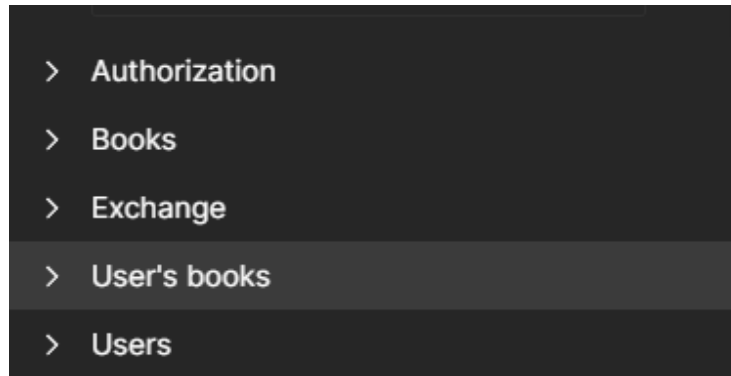 Authorization
Books
Exchange
User's books
Users